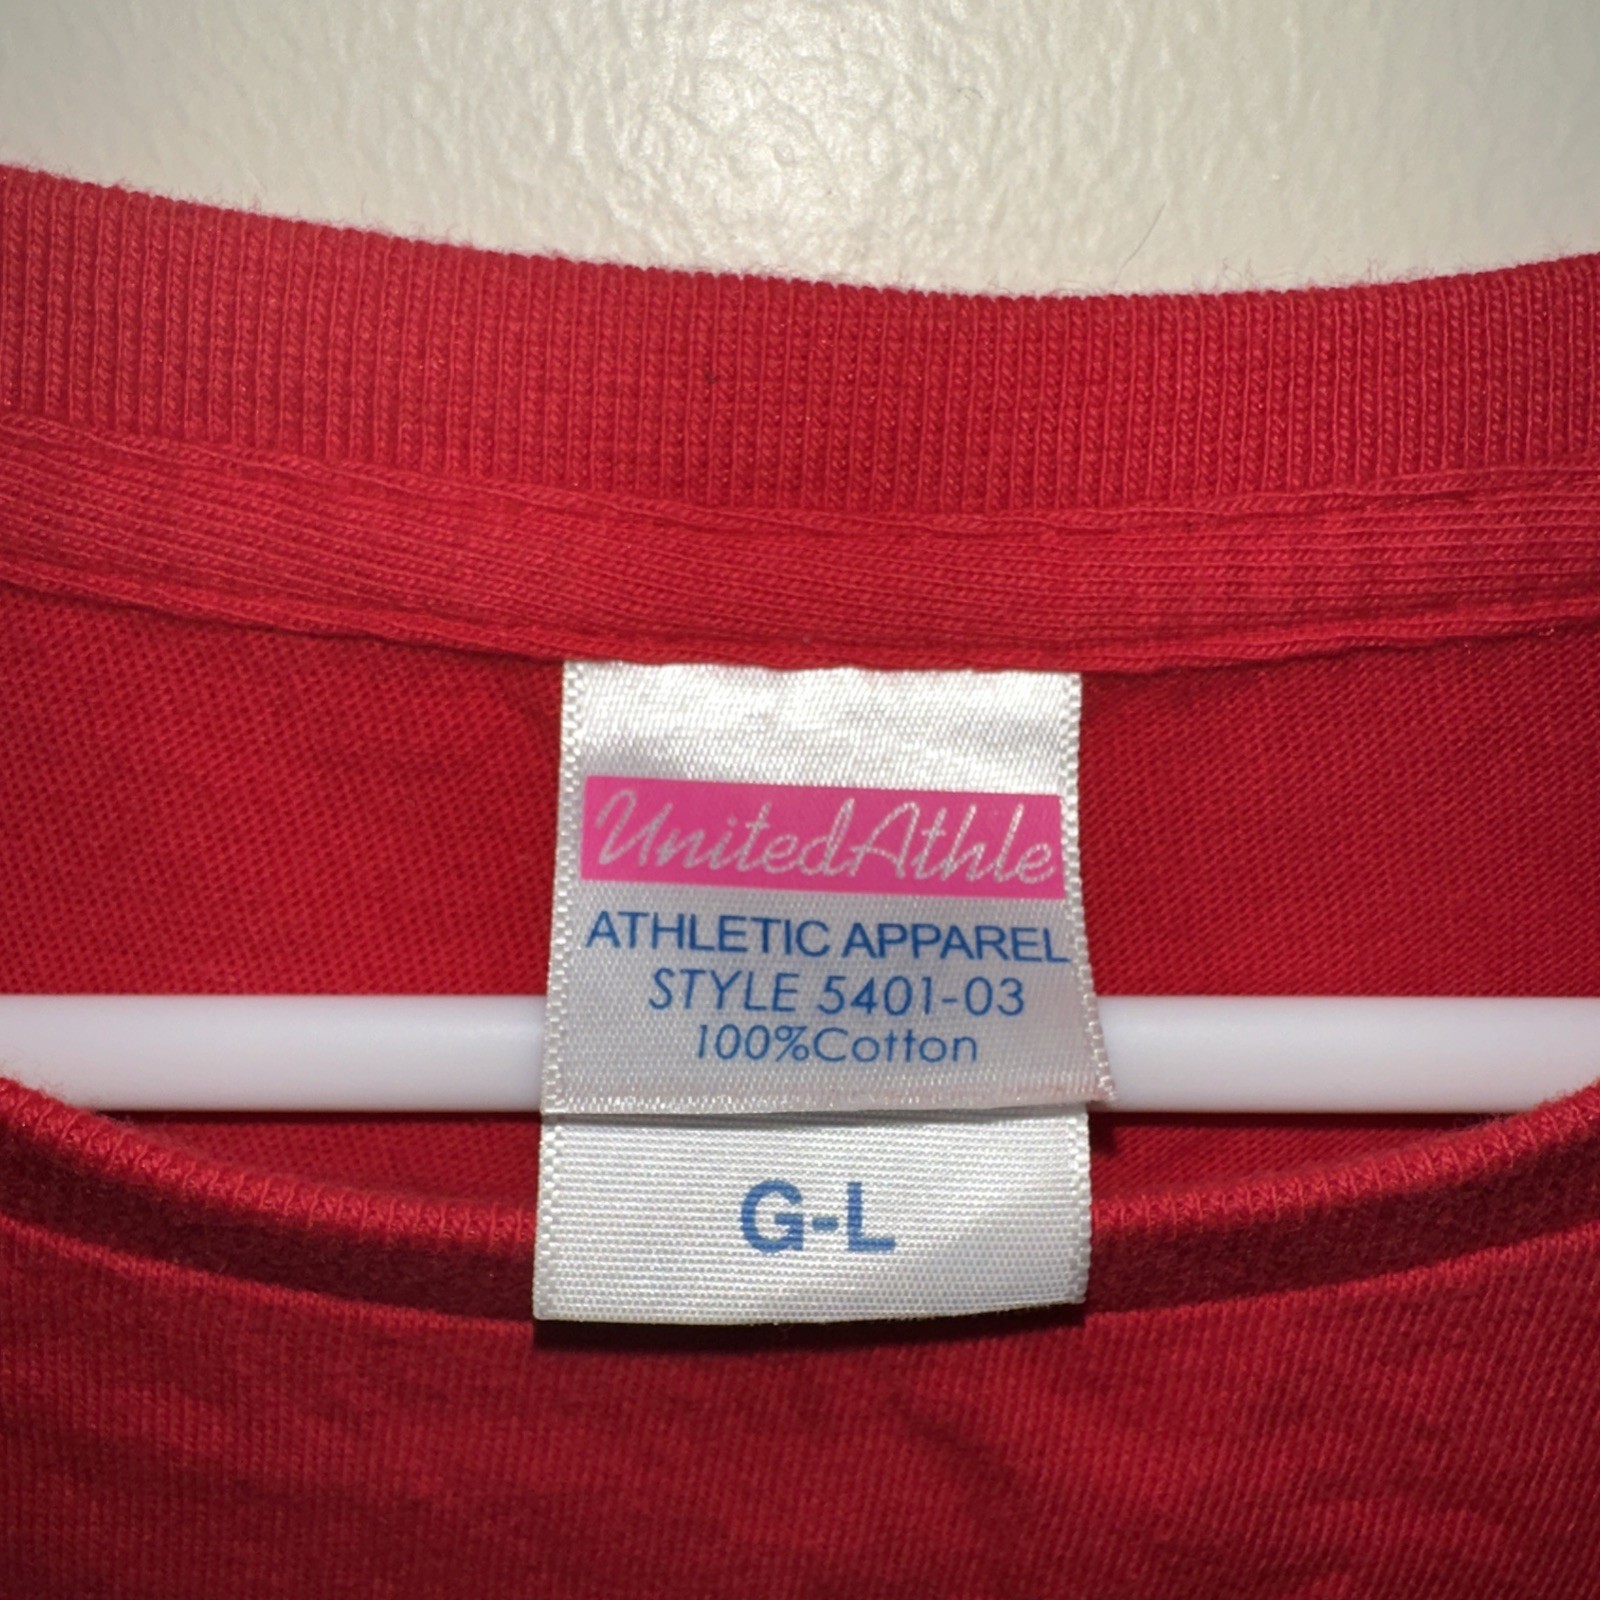 UnitedAthle
ATHLETIC APPAREL
STYLE 5401-03
100%Cotton
G-L